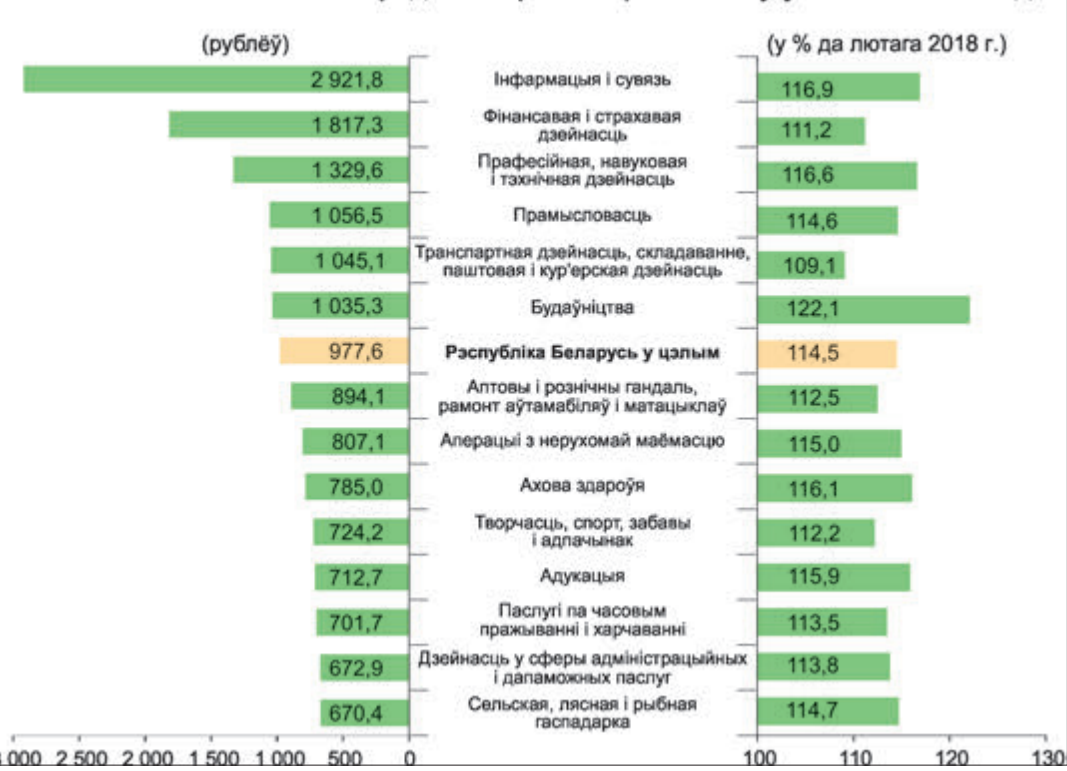 (рублёў)
(у % да лютага 2018 г.)
2 921,8
Інфармацыя і сувязь
116,9
1 817,3
Фінансавая і страхавая
дзейнасць
111,2
1 329,6
Прафесійная, навуковая
і тэхнічная дзейнасць
116,6
1 056,5
Прамысловасць
114,6
1 045,1
Транспартная дзейнасць, складаванне,
паштовая і кур'ерская дзейнасць
109,1
1 035,3
Будаўніцтва
122,1
977,6
Рэспубліка Беларусь у цэлым
114,5
894,1
Аптовы і рознічны гандаль,
рамонт аўтамабіляў і матацыклаў
112,5
807,1
Аперацыі з нерухомай маёмасцю
115,0
785,0
Ахова здароўя
116,1
724,2
Творчасць, спорт, забавы
і адпачынак
112,2
712,7
Адукацыя
115,9
701,7
Паслугі па часовым
пражыванні і харчаванні
113,5
672,9
Дзейнасць у сферы адміністрацыйных
і дапаможных паслуг
113,8
670,4
Сельская, лясная і рыбная
гаспадарка
114,7
000 2 500 2 000 1 500 1 000 500 0
100 110 120 130